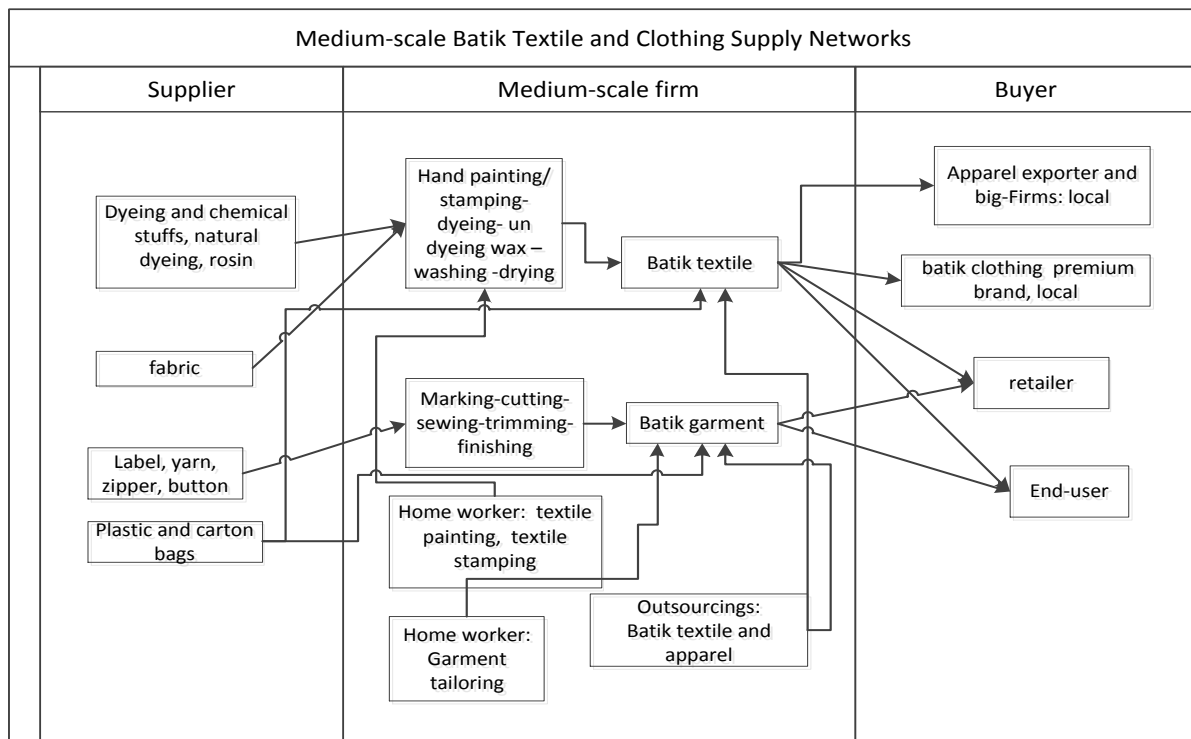 Medium-scale Batik Textile and Clothing Supply Networks
Supplier
Medium-scale firm
Buyer
Dyeing and chemical
stuffs, natural
dyeing, rosin
fabric
Label, yarn,
zipper, button
Plastic and carton
bags
Hand painting/
stamping-
dyeing- un
dyeing wax –
washing -drying
Batik textile
Marking-cutting-
sewing-trimming-
finishing
Batik garment
Home worker: textile
painting, textile
stamping
Home worker:
Garment
tailoring
Outsourcings:
Batik textile and
apparel
Apparel exporter and
big-Firms: local
batik clothing premium
brand, local
retailer
End-user